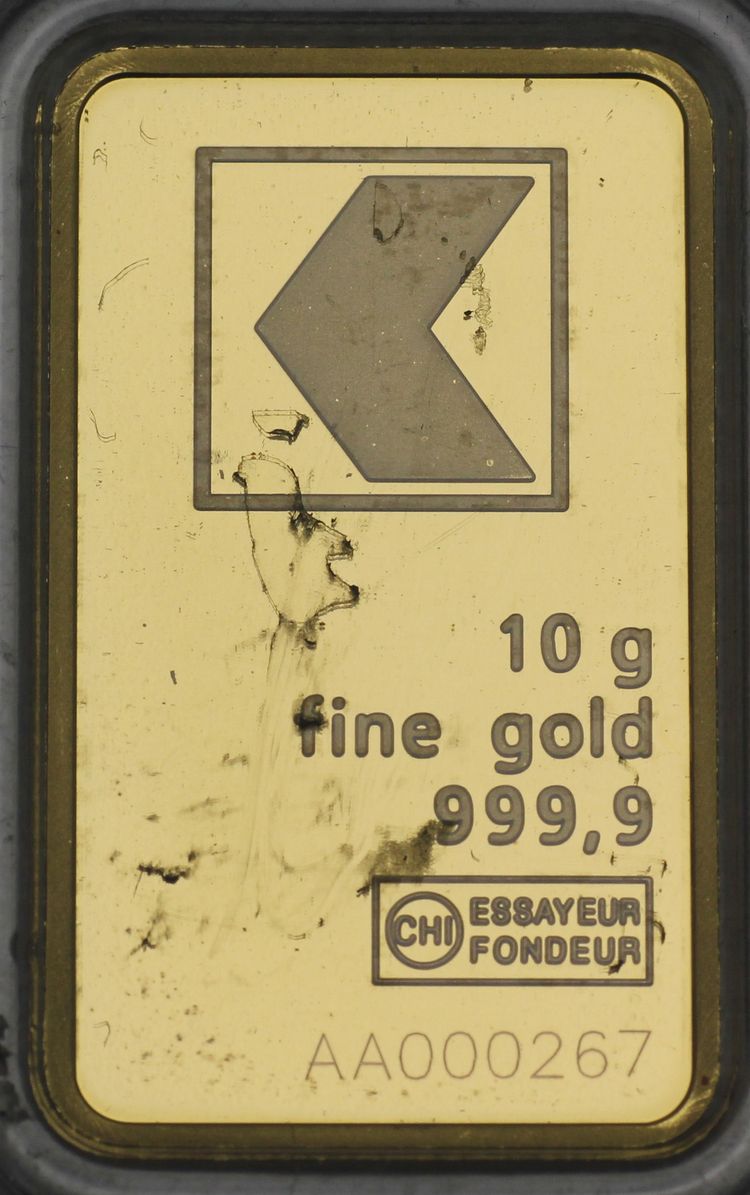 10 g
fine gold
999,9
CHI ESSAYEUR
FONDEUR
AA000267